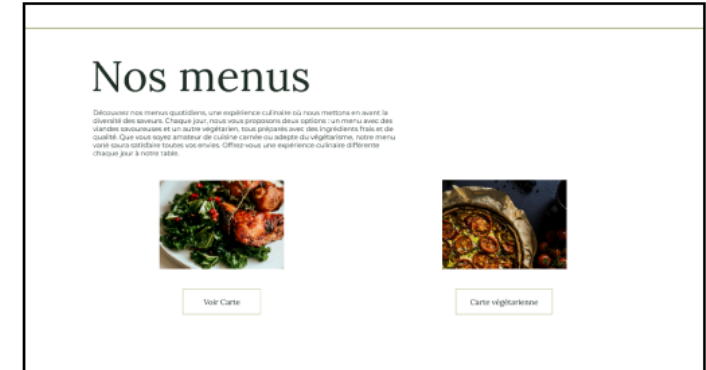 Nos menus
Découvrez nos menus quotidiens, une expérience culinaire où nous mettons en avant la
diversité des saveurs. Chaque jour, nous vous proposons deux options : un menu avec des
viandes savoureuses et un autre végétarien, tous préparés avec des ingrédients frais et de
qualité. Que vous soyez amateur de cuisine carnée ou adepte du végétarisme, notre menu
varié saura satisfaire toutes vos envies. Offrez-vous une expérience culinaire différente
chaque jour à notre table.
Voir Carte
Carte végétarienne